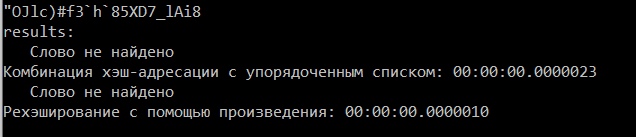 "OJlc)#f3`h`85XD7_lAi8
results:
Слово не найдено
Комбинация хэш-адресации с упорядоченным списком: 00:00:00.0000023
Слово не найдено
Рехэширование с помощью произведения: 00:00:00.0000010